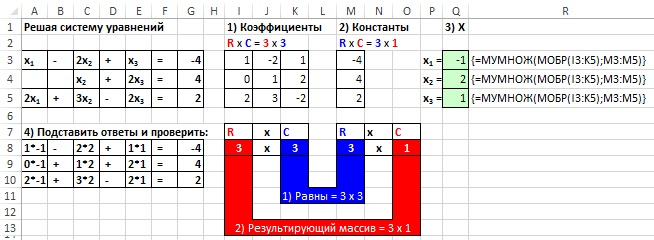 A B C D E F G H I J K L M N O P Q R
1 Решая систему уравнений 1) Коэффициенты 2) Константы 3) X
2 R x C = 3 x 3 R x C = 3 x 1
3 x₁ - 2x₂ + x₃ = -4 1 -2 1 -4 x₁ = -1 {=МУМНОЖ(МОБР(I3:K5);M3:M5)}
4 x₂ + 2x₃ = 4 0 1 2 4 x₂ = 2 {=МУМНОЖ(МОБР(I3:K5);M3:M5)}
5 2x₁ + 3x₂ - 2x₃ = 2 2 3 -2 2 x₃ = 1 {=МУМНОЖ(МОБР(I3:K5);M3:M5)}
6
7 4) Подставить ответы и проверить: R x C R x C
8 1*-1 - 2*2 + 1*1 = -4 3 x 3 3 x 1
9 0*-1 + 1*2 + 2*1 = 4
10 2*-1 + 3*2 - 2*1 = 2
11 1) Равны = 3 x 3
12
13 2) Результирующий массив = 3 x 1